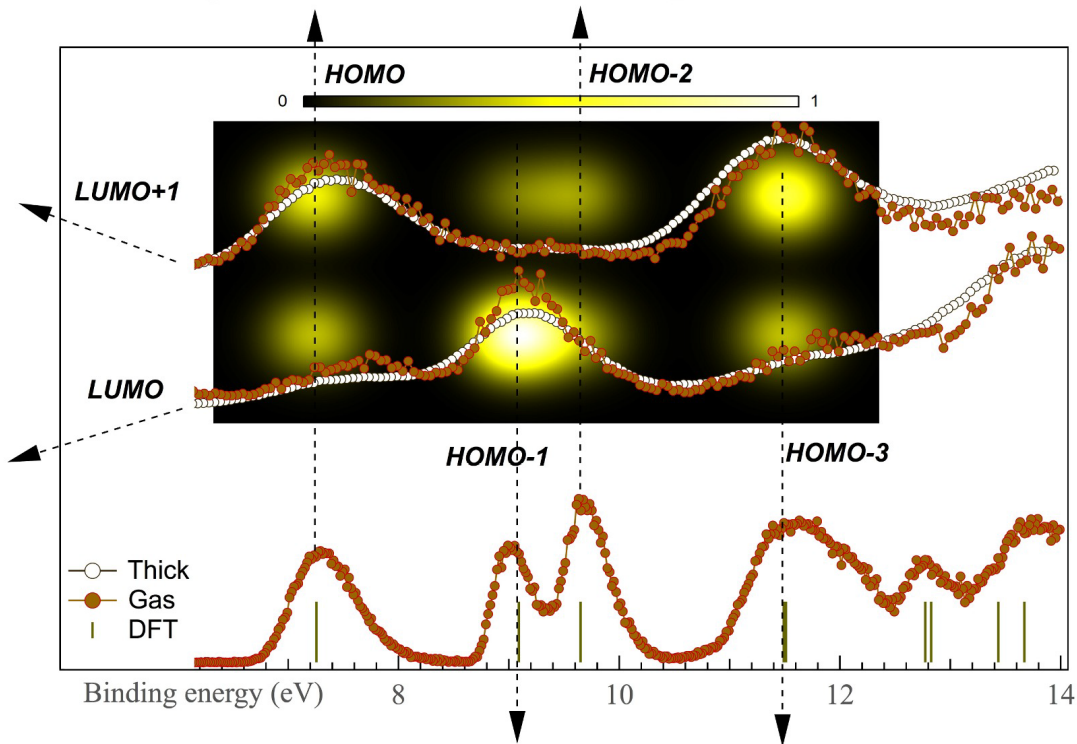 HOMO
HOMO-2
0
1
LUMO+1
LUMO
HOMO-1
HOMO-3
Thick
Gas
DFT
Binding energy (eV)
8
10
12
14